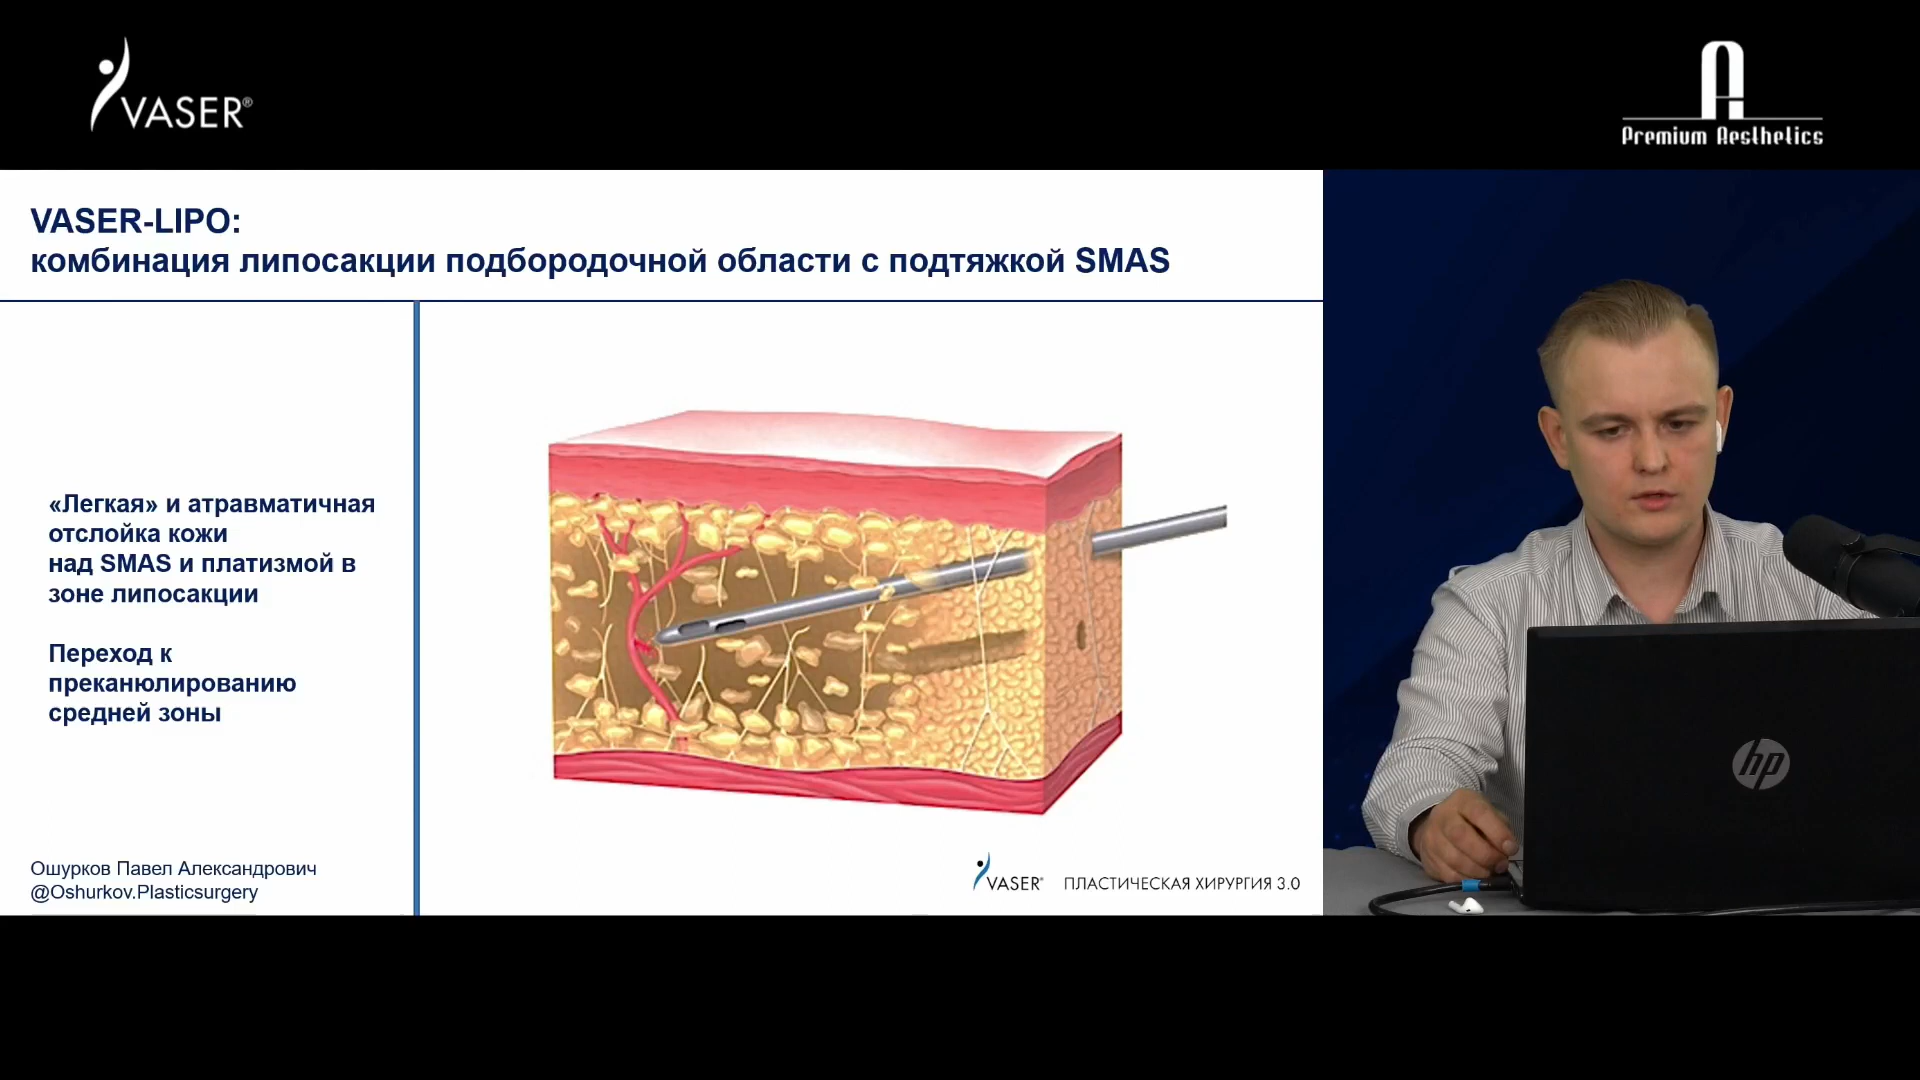 VASER®
Premium Aesthetics
VASER-LIPO:
комбинация липосакции подбородочной области с подтяжкой SMAS
«Легкая» и атравматичная
отслойка кожи
над SMAS и платизмой в
зоне липосакции
Переход к
преканюлированию
средней зоны
Ошурков Павел Александрович
@Oshurkov.Plasticsurgery
VASER® ПЛАСТИЧЕСКАЯ ХИРУРГИЯ 3.0
hp